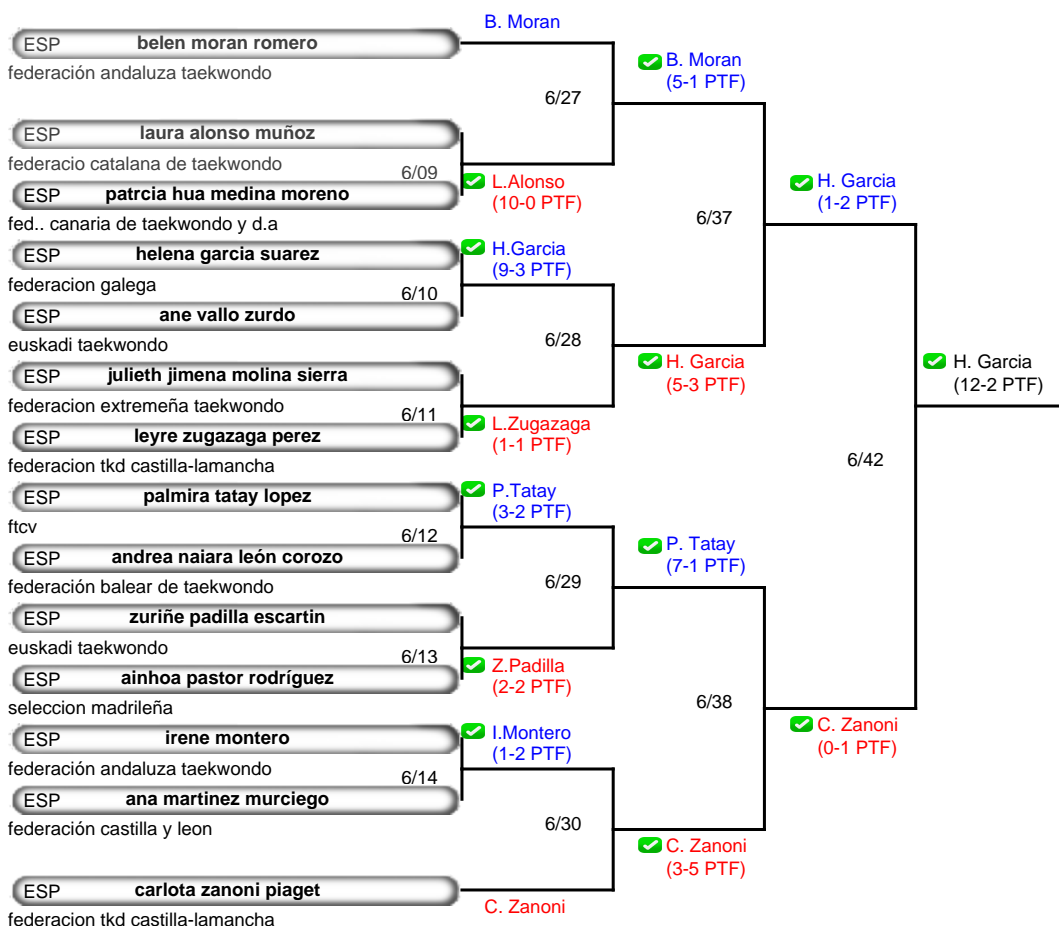 B. Moran
ESP belen moran romero
federación andaluza taekwondo
B. Moran
(5-1 PTF)
6/27
ESP laura alonso muñoz
federacio catalana de taekwondo
6/09
L.Alonso
(10-0 PTF)
ESP patrcia hua medina moreno
fed.. canaria de taekwondo y d.a
H. Garcia
(1-2 PTF)
6/37
ESP helena garcia suarez
federacion galega
H.Garcia
(9-3 PTF)
6/10
ESP ane vallo zurdo
euskadi taekwondo
6/28
H. Garcia
(5-3 PTF)
H. Garcia
(12-2 PTF)
ESP julieth jimena molina sierra
federacion extremeña taekwondo
6/11
L.Zugazaga
(1-1 PTF)
ESP leyre zugazaga perez
federacion tkd castilla-lamancha
6/42
ESP palmira tatay lopez
ftcv
P.Tatay
(3-2 PTF)
6/12
ESP andrea naiara león corozo
federación balear de taekwondo
P. Tatay
(7-1 PTF)
6/29
ESP zuriñe padilla escartin
euskadi taekwondo
6/13
Z.Padilla
(2-2 PTF)
ESP ainhoa pastor rodríguez
seleccion madrileña
6/38
C. Zanoni
(0-1 PTF)
ESP irene montero
federación andaluza taekwondo
I.Montero
(1-2 PTF)
6/14
ESP ana martinez murciego
federación castilla y leon
6/30
C. Zanoni
(3-5 PTF)
ESP carlota zanoni piaget
federacion tkd castilla-lamancha
C. Zanoni